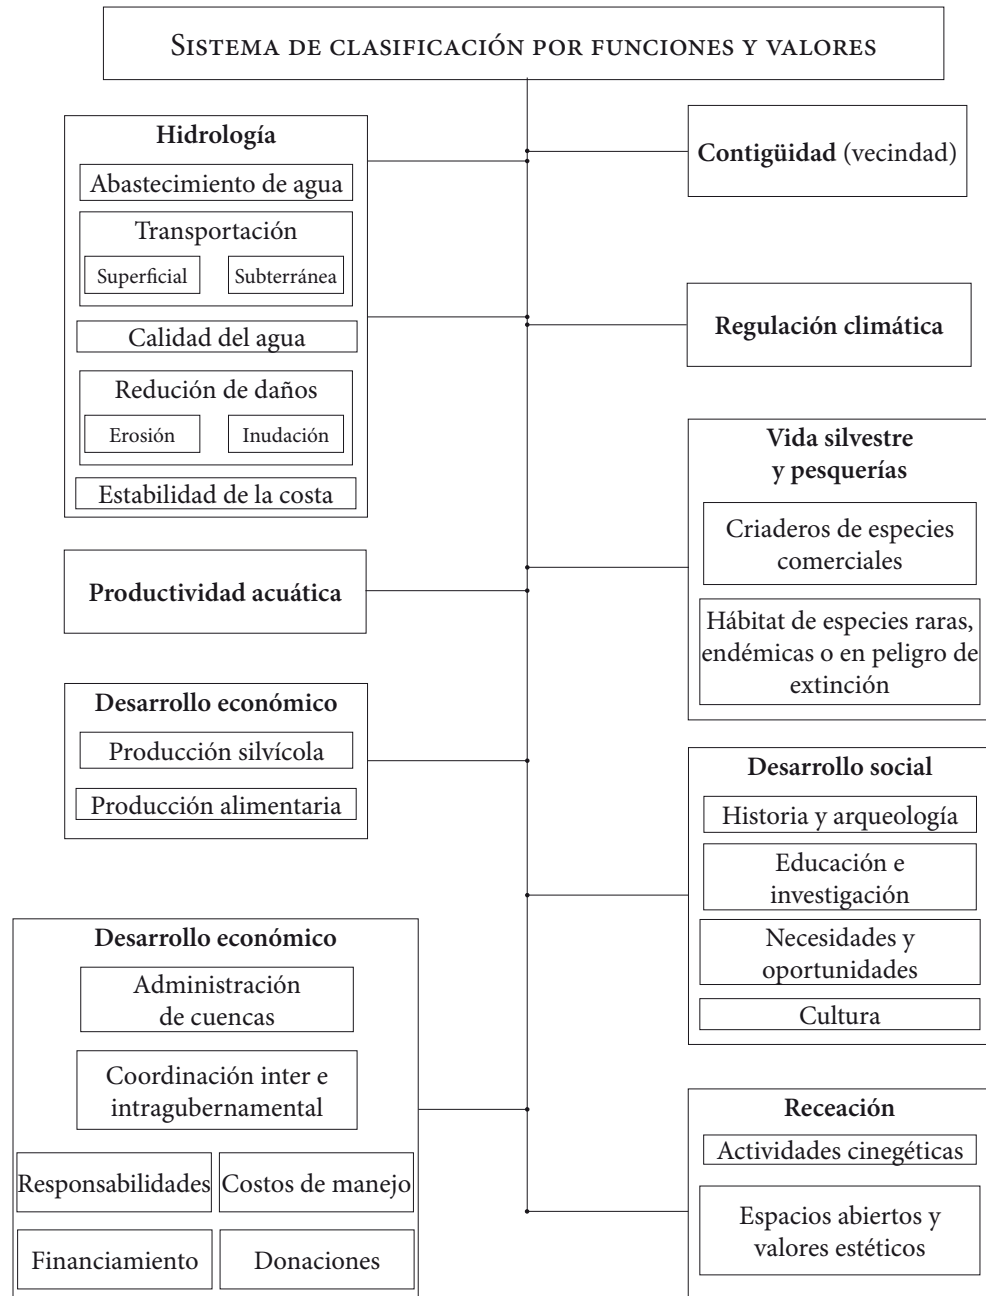 SISTEMA DE CLASIFICACIÓN POR FUNCIONES Y VALORES
Hidrología
Abastecimiento de agua
Transportación
Superficial
Subterránea
Calidad del agua
Redución de daños
Erosión
Inudación
Estabilidad de la costa
Productividad acuática
Desarrollo económico
Producción silvícola
Producción alimentaria
Desarrollo económico
Administración
de cuencas
Coordinación inter e
intragubernamental
Responsabilidades
Costos de manejo
Financiamiento
Donaciones
Contigüidad (vecindad)
Regulación climática
Vida silvestre
y pesquerías
Criaderos de especies
comerciales
Hábitat de especies raras,
endémicas o en peligro de
extinción
Desarrollo social
Historia y arqueología
Educación e
investigación
Necesidades y
oportunidades
Cultura
Receación
Actividades cinegéticas
Espacios abiertos y
valores estéticos